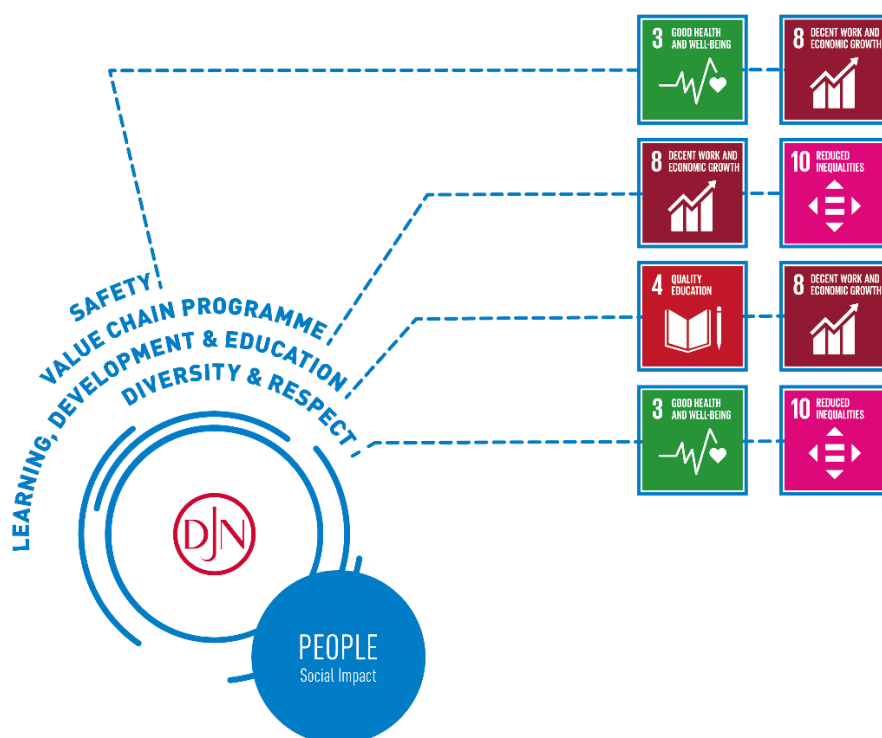 3 GOOD HEALTH
AND WELL-BEING
8 DECENT WORK AND
ECONOMIC GROWTH
8 DECENT WORK AND
ECONOMIC GROWTH
10 REDUCED
INEQUALITIES
4 QUALITY
EDUCATION
8 DECENT WORK AND
ECONOMIC GROWTH
3 GOOD HEALTH
AND WELL-BEING
10 REDUCED
INEQUALITIES
SAFETY
VALUE CHAIN PROGRAMME
LEARNING, DEVELOPMENT & EDUCATION
DIVERSITY & RESPECT
DJN
PEOPLE
Social Impact